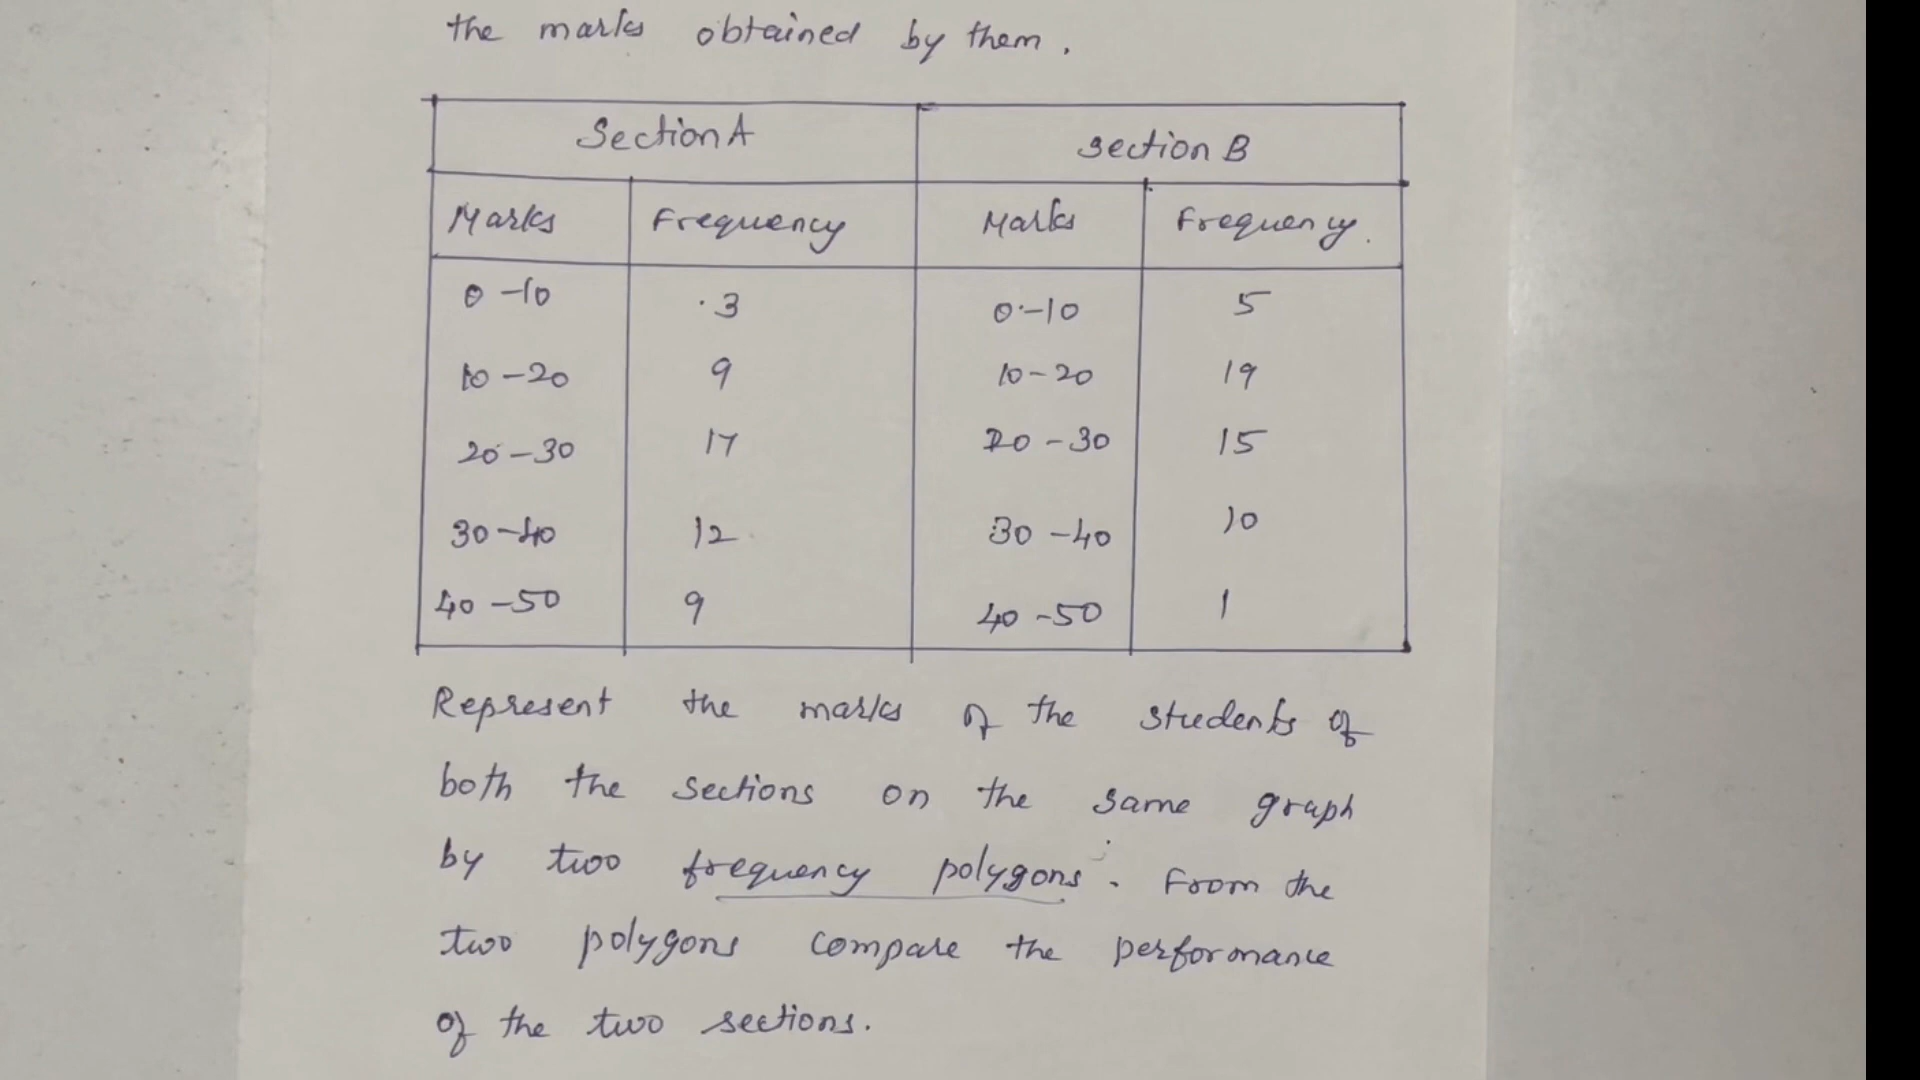 the marks obtained by them.
Section A section B
Marks Frequency Marks Frequency.
0-10 3 0-10 5
10-20 9 10-20 19
20-30 17 20-30 15
30-40 12 30-40 10
40-50 9 40-50 1
Represent the marks of the students of
both the sections on the same graph
by two frequency polygons. From the
two polygons compare the performance
of the two sections.